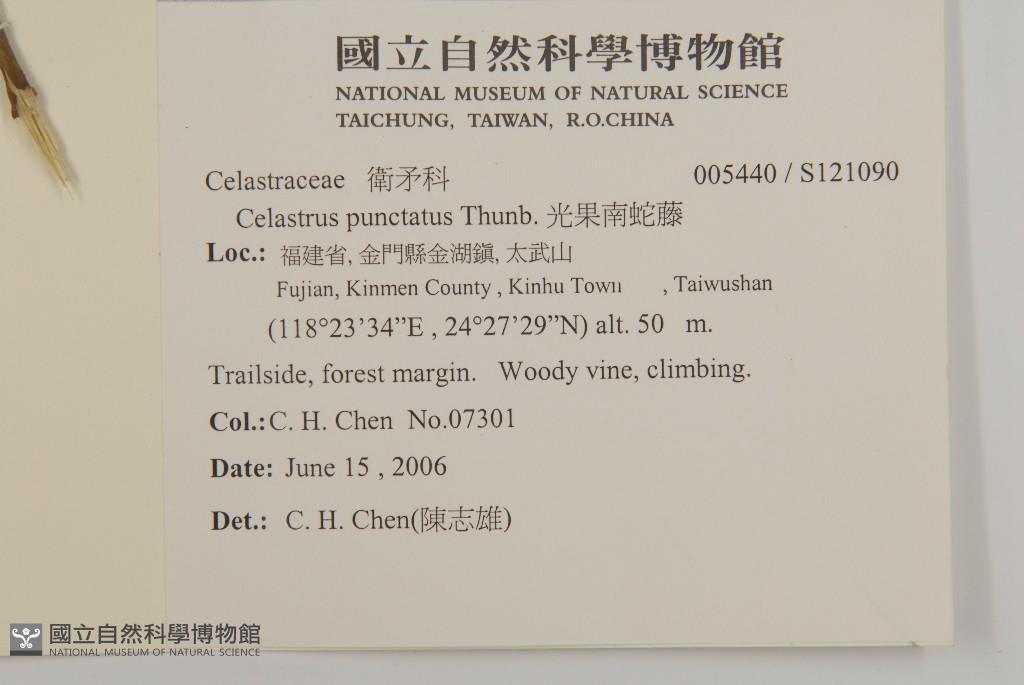 國立自然科學博物館
NATIONAL MUSEUM OF NATURAL SCIENCE
TAICHUNG, TAIWAN, R.O.CHINA
Celastraceae 衛矛科 005440 / S121090
Celastrus punctatus Thunb. 光果南蛇藤
Loc.: 福建省, 金門縣金湖鎮, 太武山
Fujian, Kinmen County , Kinhu Town , Taiwushan
(118°23’34”E , 24°27’29”N) alt. 50 m.
Trailside, forest margin. Woody vine, climbing.
Col.: C. H. Chen No.07301
Date: June 15 , 2006
Det.: C. H. Chen(陳志雄)
國立自然科學博物館
NATIONAL MUSEUM OF NATURAL SCIENCE